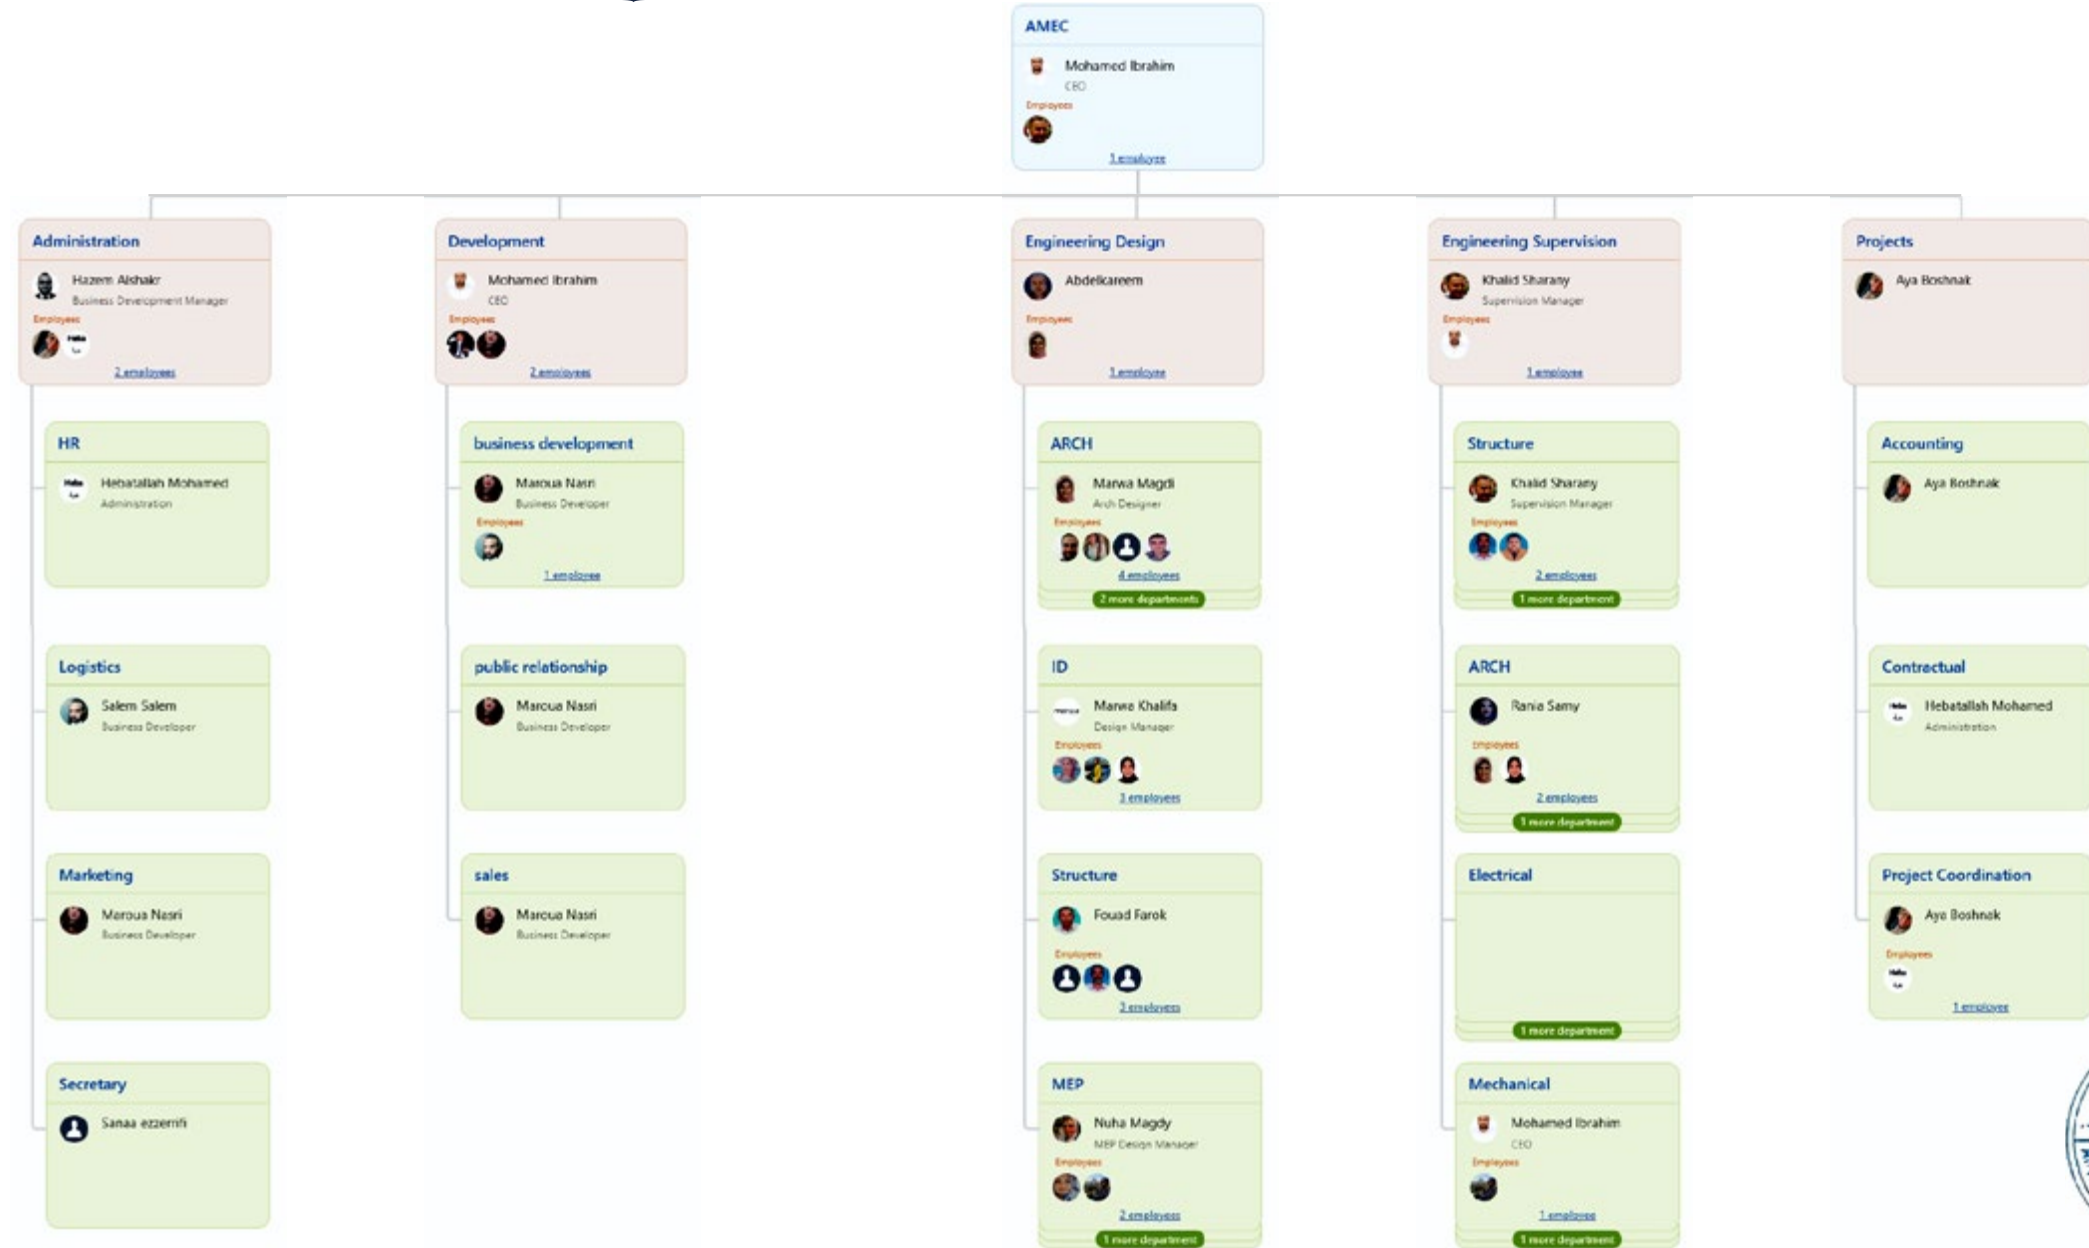 AMEC
Mohamed Ibrahim
CEO
Employees
1 employee
Administration
Hazem Alshakr
Business Development Manager
Employees
2 employees
HR
Hebatallah Mohamed
Administration
Logistics
Salem Salem
Business Developer
Marketing
Maroua Nasri
Business Developer
Secretary
Sanaa ezzerrifi
Development
Mohamed Ibrahim
CEO
Employees
2 employees
business development
Maroua Nasri
Business Developer
Employees
1 employee
public relationship
Maroua Nasri
Business Developer
sales
Maroua Nasri
Business Developer
Engineering Design
Abdelkareem
Employees
1 employee
ARCH
Marwa Magdi
Arch Designer
Employees
4 employees
2 more departments
ID
Marwa Khalifa
Design Manager
Employees
3 employees
Structure
Fouad Farok
Employees
3 employees
MEP
Nuha Magdy
MEP Design Manager
Employees
2 employees
1 more department
Engineering Supervision
Khalid Sharany
Supervision Manager
Employees
1 employee
Structure
Khalid Sharany
Supervision Manager
Employees
2 employees
1 more department
ARCH
Rania Samy
Employees
2 employees
1 more department
Electrical
1 more department
Mechanical
Mohamed Ibrahim
CEO
Employees
1 employee
1 more department
Projects
Aya Boshnak
Accounting
Aya Boshnak
Contractual
Hebatallah Mohamed
Administration
Project Coordination
Aya Boshnak
Employees
1 employee